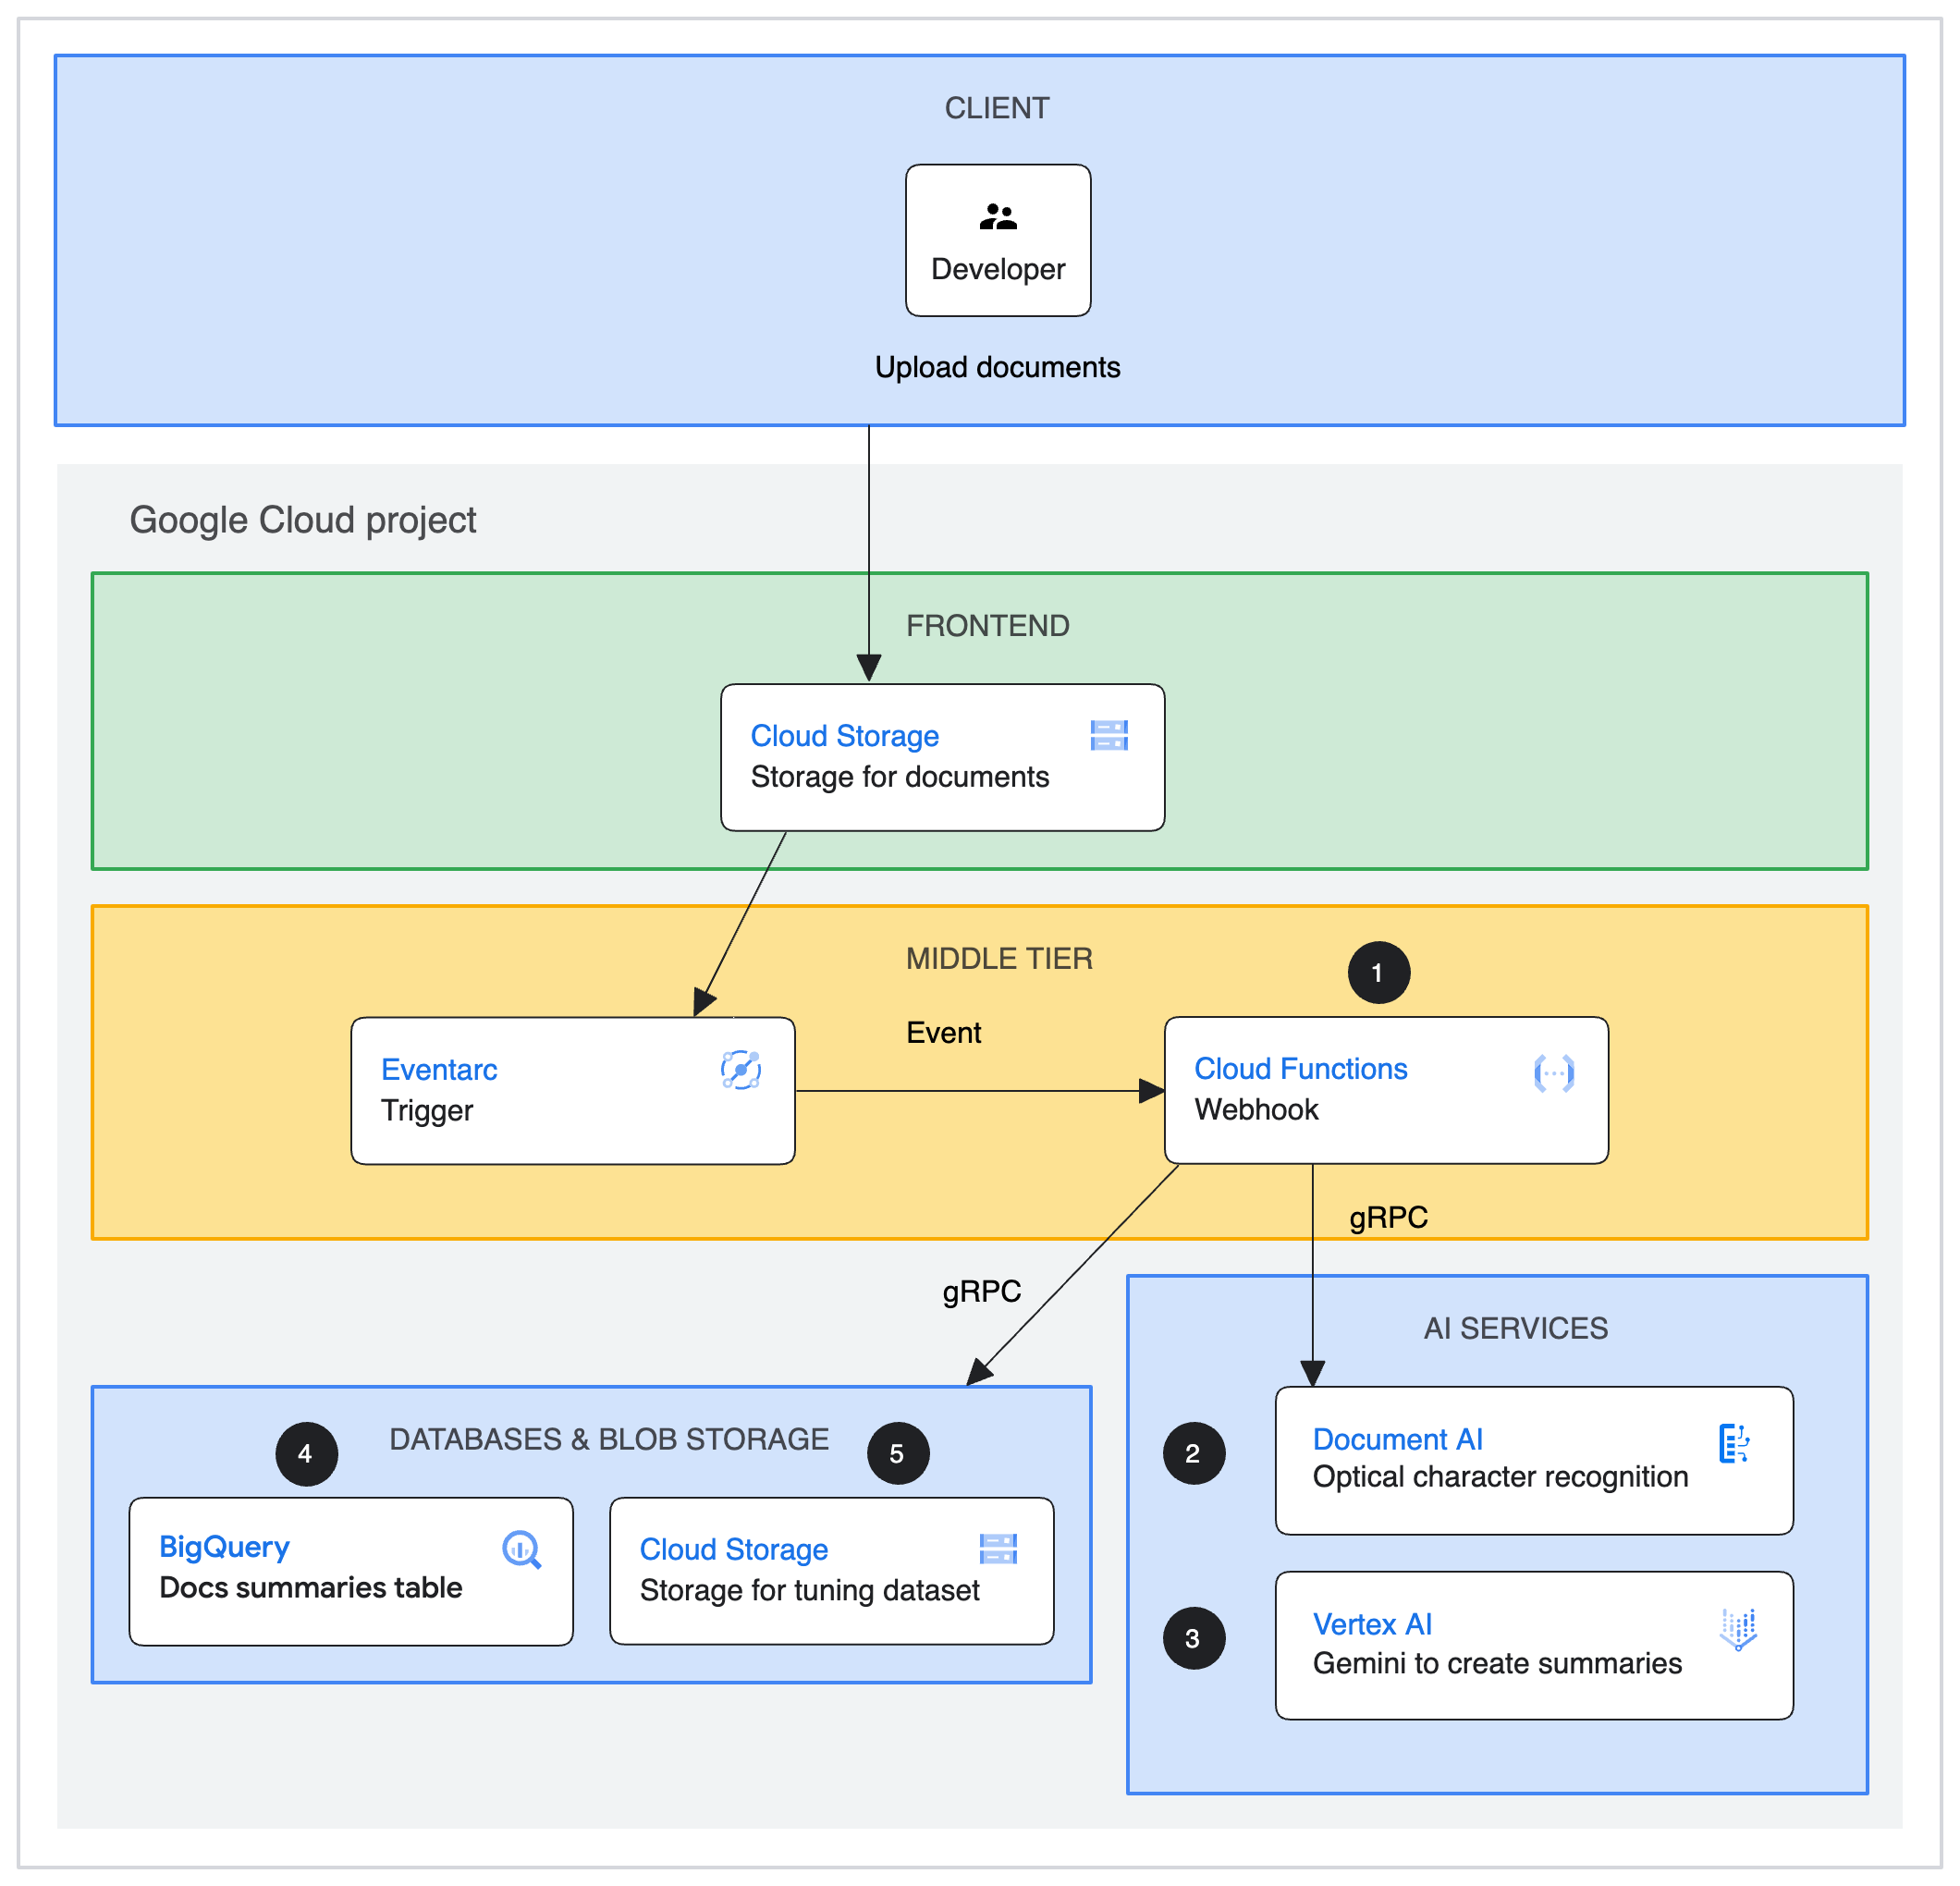 CLIENT
Developer
Upload documents
Google Cloud project
FRONTEND
Cloud Storage
Storage for documents
MIDDLE TIER
1
Event
Eventarc
Trigger
Cloud Functions
Webhook
gRPC
gRPC
AI SERVICES
DATABASES & BLOB STORAGE
4
5
2
Document AI
Optical character recognition
BigQuery
Docs summaries table
Cloud Storage
Storage for tuning dataset
3
Vertex AI
Gemini to create summaries